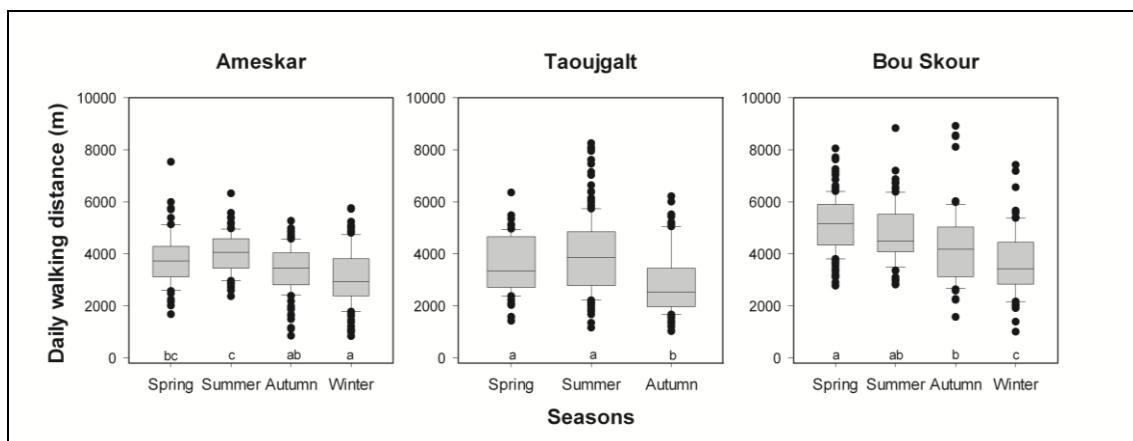 Ameskar
Taoujgalt
Bou Skour
Daily walking distance (m)
10000
8000
6000
4000
2000
0
bc c ab a
Spring Summer Autumn Winter
10000
8000
6000
4000
2000
0
a a b
Spring Summer Autumn
10000
8000
6000
4000
2000
0
a ab b c
Spring Summer Autumn Winter
Seasons